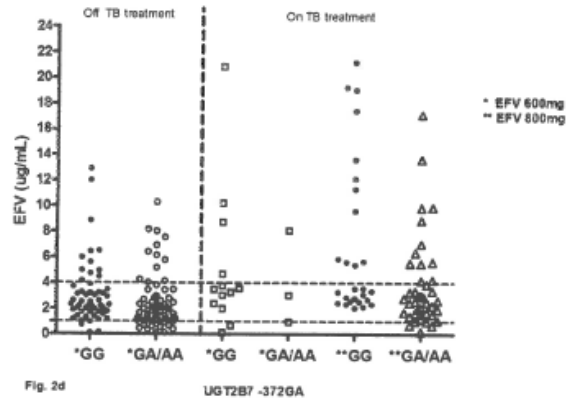 Off TB treatment
On TB treatment
24
22
20
18
16
14
12
10
8
6
4
2
0
EFV (ug/mL)
* EFV 600mg
** EFV 800mg
*GG *GA/AA *GG *GA/AA **GG **GA/AA
Fig. 2d
UGT2B7 -372GA